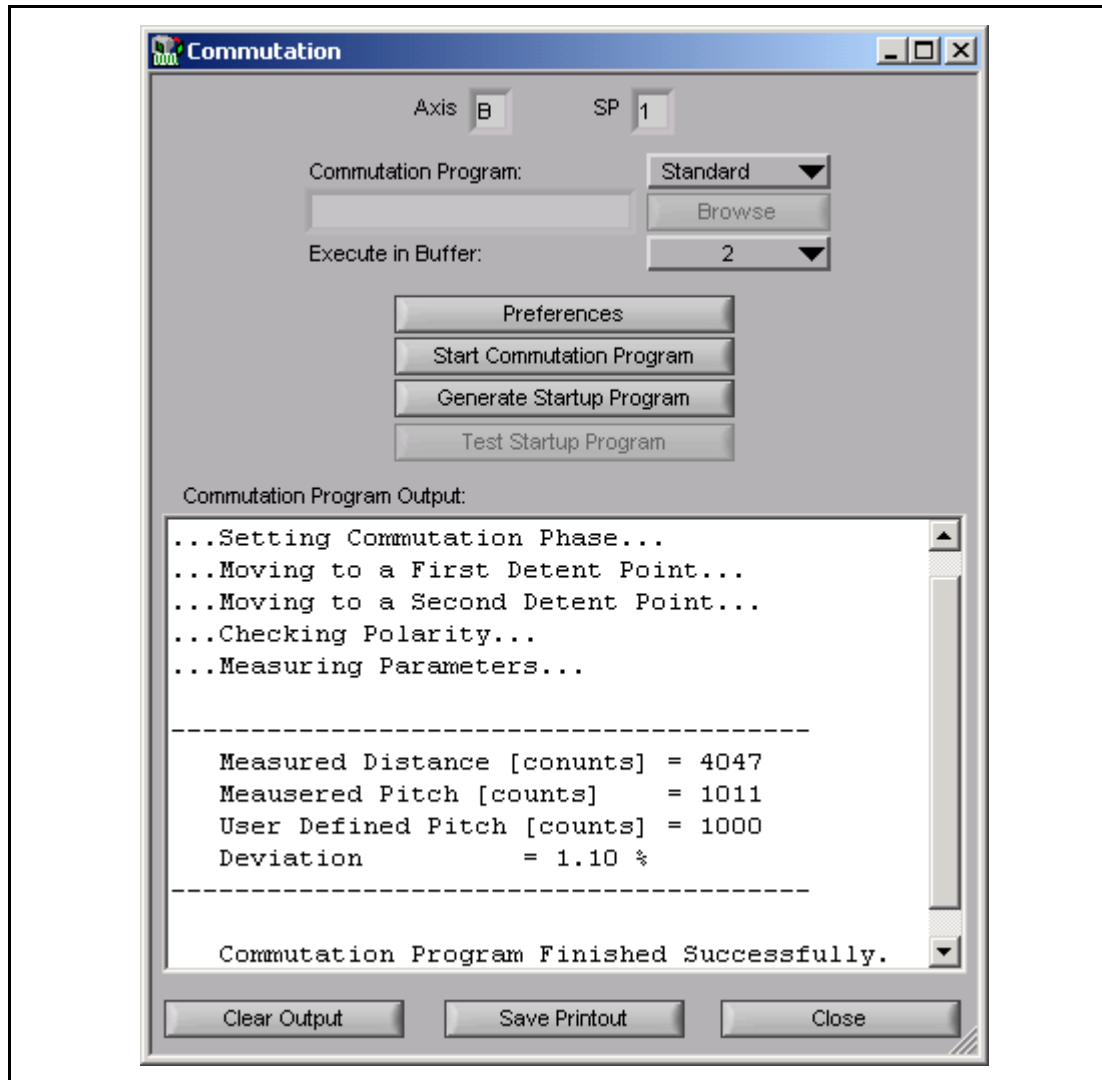 Commutation
Axis B SP 1
Commutation Program: Standard
Browse
Execute in Buffer: 2
Preferences
Start Commutation Program
Generate Startup Program
Test Startup Program
Commutation Program Output:
...Setting Commutation Phase...
...Moving to a First Detent Point...
...Moving to a Second Detent Point...
...Checking Polarity...
...Measuring Parameters...
----------------------------------------
Measured Distance [conunts] = 4047
Meausered Pitch [counts] = 1011
User Defined Pitch [counts] = 1000
Deviation = 1.10 %
----------------------------------------
Commutation Program Finished Successfully.
Clear Output Save Printout Close